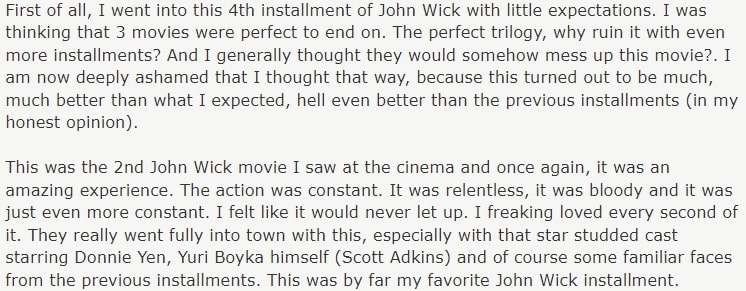 First of all, I went into this 4th installment of John Wick with little expectations. I was
thinking that 3 movies were perfect to end on. The perfect trilogy, why ruin it with even
more installments? And I generally thought they would somehow mess up this movie?. I
am now deeply ashamed that I thought that way, because this turned out to be much,
much better than what I expected, hell even better than the previous installments (in my
honest opinion).
This was the 2nd John Wick movie I saw at the cinema and once again, it was an
amazing experience. The action was constant. It was relentless, it was bloody and it was
just even more constant. I felt like it would never let up. I freaking loved every second of
it. They really went fully into town with this, especially with that star studded cast
starring Donnie Yen, Yuri Boyka himself (Scott Adkins) and of course some familiar faces
from the previous installments. This was by far my favorite John Wick installment.